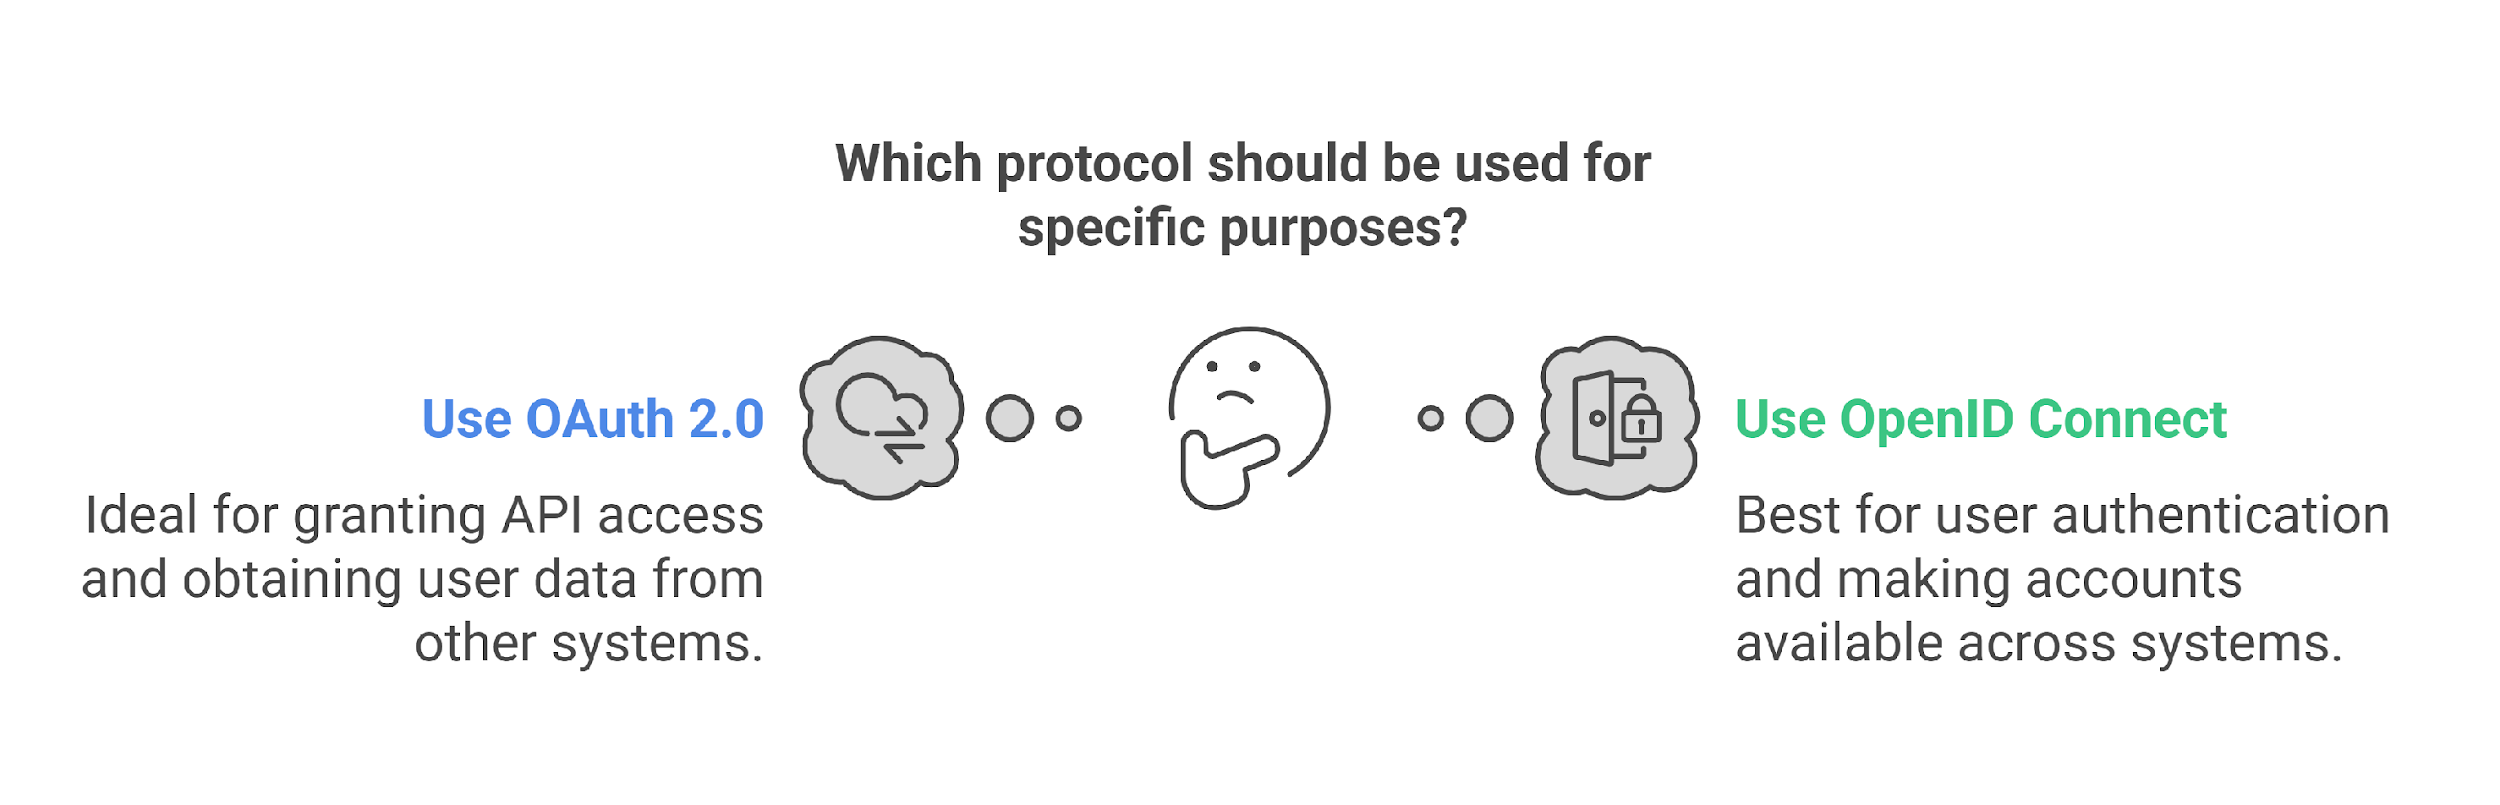 Which protocol should be used for
specific purposes?
Use OAuth 2.0
Ideal for granting API access
and obtaining user data from
other systems.
Use OpenID Connect
Best for user authentication
and making accounts
available across systems.